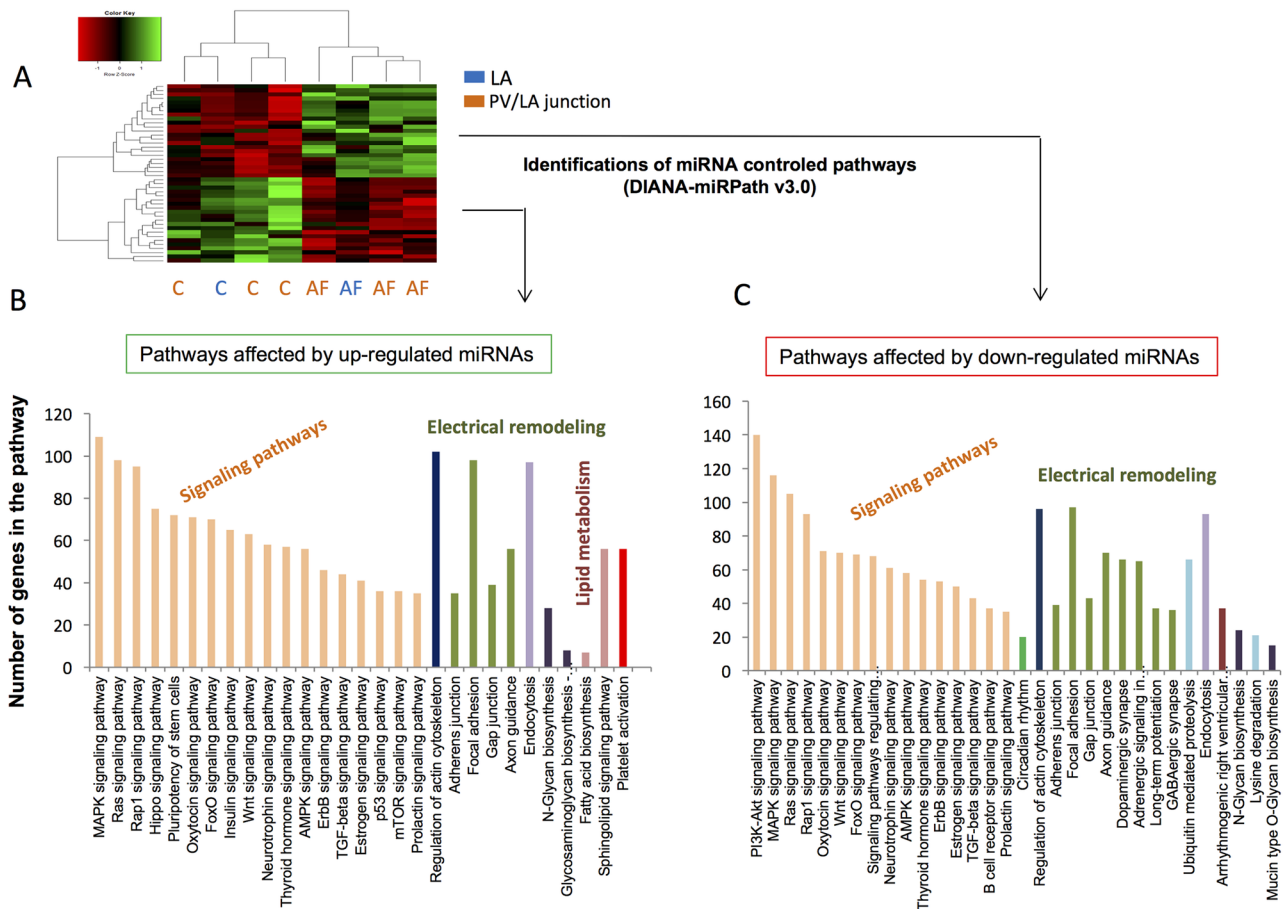 Color Key
-1 1
Row Z-Score
A
LA
PV/LA junction
Identifications of miRNA controled pathways
(DIANA-miRPath v3.0)
C C C C AF AF AF AF
B
Pathways affected by up-regulated miRNAs
Number of genes in the pathway
120
100
80
60
40
20
0
Signaling pathways
Electrical remodeling
Lipid metabolism
MAPK signaling pathway
Ras signaling pathway
Rap1 signaling pathway
Hippo signaling pathway
Pluripotency of stem cells
Oxytocin signaling pathway
FoxO signaling pathway
Insulin signaling pathway
Wnt signaling pathway
Neurotrophin signaling pathway
Thyroid hormone signaling pathway
AMPK signaling pathway
ErbB signaling pathway
TGF-beta signaling pathway
Estrogen signaling pathway
p53 signaling pathway
mTOR signaling pathway
Prolactin signaling pathway
Regulation of actin cytoskeleton
Adherens junction
Focal adhesion
Gap junction
Axon guidance
Endocytosis
N-Glycan biosynthesis
Glycosaminoglycan biosynthesis -…
Fatty acid biosynthesis
Sphingolipid signaling pathway
Platelet activation
C
Pathways affected by down-regulated miRNAs
160
140
120
100
80
60
40
20
0
Signaling pathways
Electrical remodeling
PI3K-Akt signaling pathway
MAPK signaling pathway
Ras signaling pathway
Rap1 signaling pathway
Oxytocin signaling pathway
Wnt signaling pathway
FoxO signaling pathway
Signaling pathways regulating…
Neurotrophin signaling pathway
AMPK signaling pathway
Thyroid hormone signaling pathway
ErbB signaling pathway
Estrogen signaling pathway
TGF-beta signaling pathway
B cell receptor signaling pathway
Prolactin signaling pathway
Circadian rhythm
Regulation of actin cytoskeleton
Adherens junction
Focal adhesion
Gap junction
Axon guidance
Dopaminergic synapse
Adrenergic signaling in…
Long-term potentiation
GABAergic synapse
Ubiquitin mediated proteolysis
Endocytosis
Arrhythmogenic right ventricular…
N-Glycan biosynthesis
Lysine degradation
Mucin type O-Glycan biosynthesis